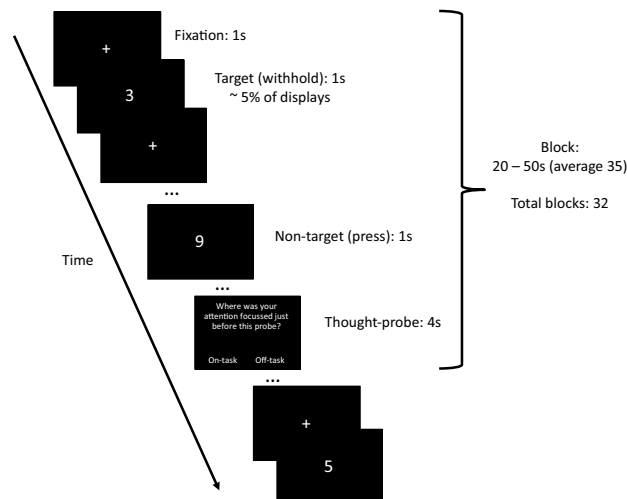 +
Fixation: 1s
3
Target (withhold): 1s
~ 5% of displays
+
...
9
Non-target (press): 1s
...
Where was your
attention focussed just
before this probe?
On-task Off-task
Thought-probe: 4s
...
+
5
Time
Block:
20 – 50s (average 35)
Total blocks: 32